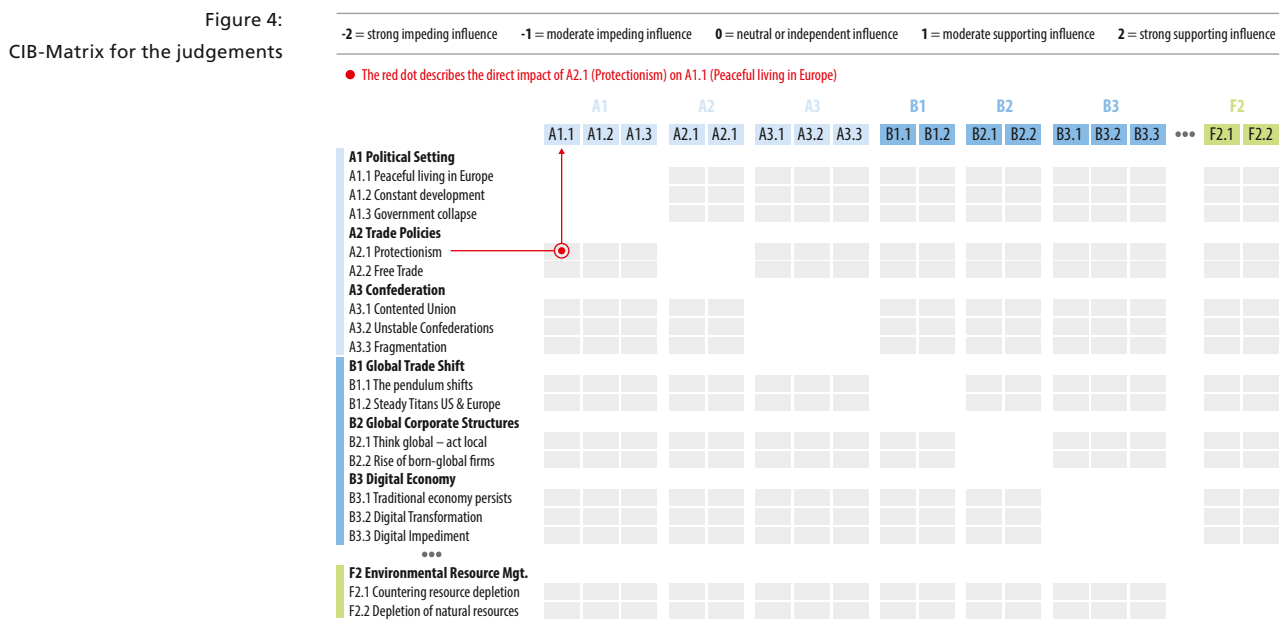 Figure 4:
CIB-Matrix for the judgements
-2 = strong impeding influence -1 = moderate impeding influence 0 = neutral or independent influence 1 = moderate supporting influence 2 = strong supporting influence
The red dot describes the direct impact of A2.1 (Protectionism) on A1.1 (Peaceful living in Europe)
A1 A2 A3 B1 B2 B3 F2
A1.1 A1.2 A1.3 A2.1 A2.1 A3.1 A3.2 A3.3 B1.1 B1.2 B2.1 B2.2 B3.1 B3.2 B3.3 ••• F2.1 F2.2
A1 Political Setting
A1.1 Peaceful living in Europe
A1.2 Constant development
A1.3 Government collapse
A2 Trade Policies
A2.1 Protectionism
A2.2 Free Trade
A3 Confederation
A3.1 Contented Union
A3.2 Unstable Confederations
A3.3 Fragmentation
B1 Global Trade Shift
B1.1 The pendulum shifts
B1.2 Steady Titans US & Europe
B2 Global Corporate Structures
B2.1 Think global – act local
B2.2 Rise of born-global firms
B3 Digital Economy
B3.1 Traditional economy persists
B3.2 Digital Transformation
B3.3 Digital Impediment
•••
F2 Environmental Resource Mgt.
F2.1 Countering resource depletion
F2.2 Depletion of natural resources